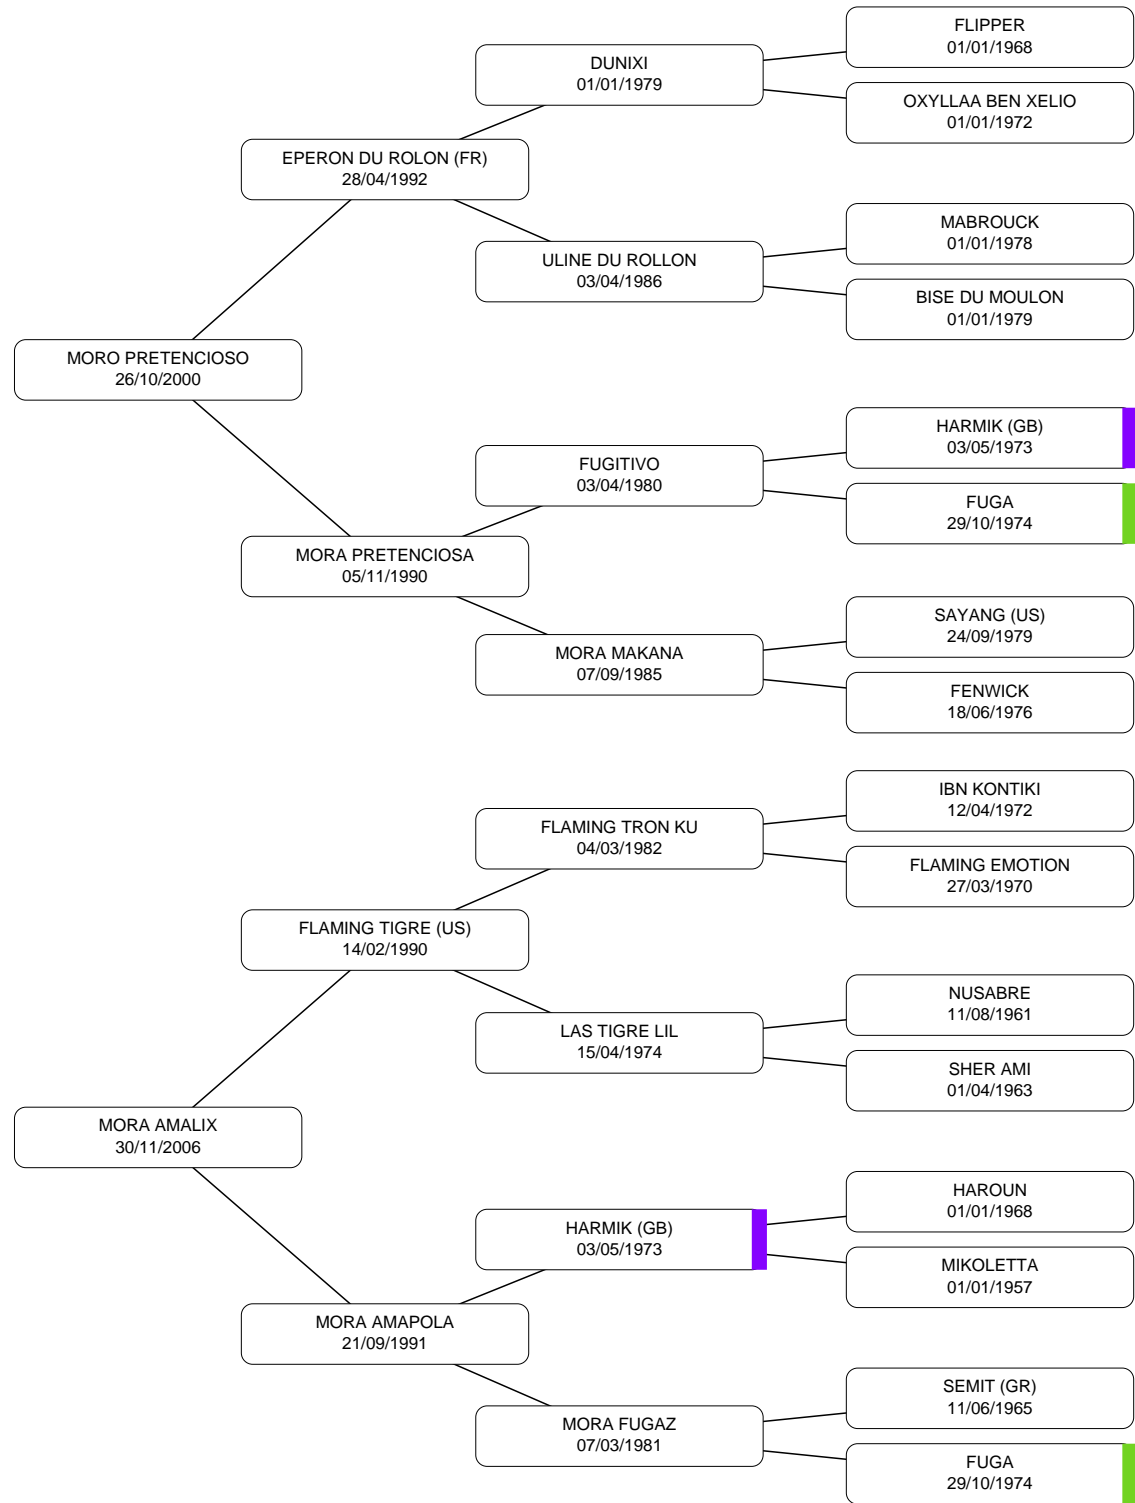 FLIPPER
01/01/1968
DUNIXI
01/01/1979
OXYLLAA BEN XELIO
01/01/1972
EPERON DU ROLON (FR)
28/04/1992
MABROUCK
01/01/1978
ULINE DU ROLLON
03/04/1986
BISE DU MOULON
01/01/1979
MORO PRETENCIOSO
26/10/2000
HARMIK (GB)
03/05/1973
FUGITIVO
03/04/1980
FUGA
29/10/1974
MORA PRETENCIOSA
05/11/1990
SAYANG (US)
24/09/1979
MORA MAKANA
07/09/1985
FENWICK
18/06/1976
IBN KONTIKI
12/04/1972
FLAMING TRON KU
04/03/1982
FLAMING EMOTION
27/03/1970
FLAMING TIGRE (US)
14/02/1990
NUSABRE
11/08/1961
LAS TIGRE LIL
15/04/1974
SHER AMI
01/04/1963
MORA AMALIX
30/11/2006
HAROUN
01/01/1968
HARMIK (GB)
03/05/1973
MIKOLETTA
01/01/1957
MORA AMAPOLA
21/09/1991
SEMIT (GR)
11/06/1965
MORA FUGAZ
07/03/1981
FUGA
29/10/1974